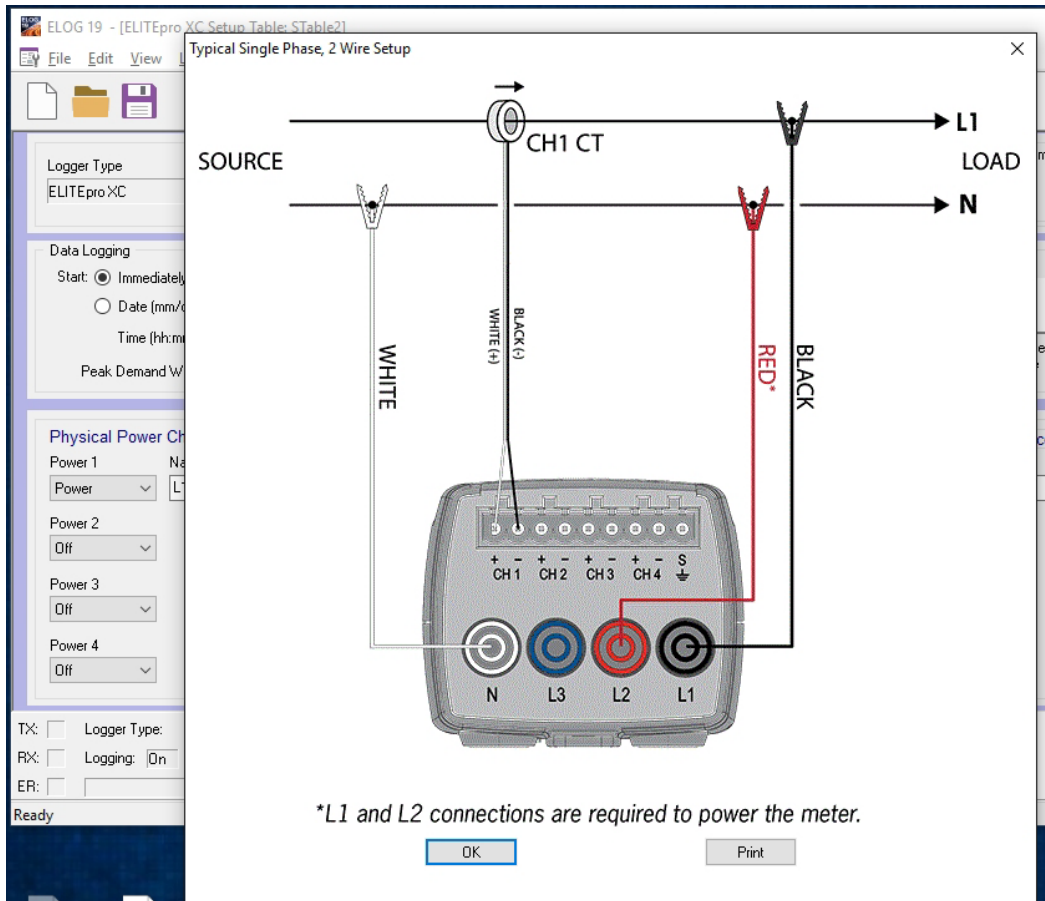 ELOG 19 - [ELITEpro XC Setup Table: STable2]
File Edit View
Typical Single Phase, 2 Wire Setup
Logger Type
ELITEpro XC
Data Logging
Start: Immediately
Date (mm/
Time (hh:m
Peak Demand W
Physical Power Ch
Power 1
Power
Power 2
Off
Power 3
Off
Power 4
Off
TX: Logger Type:
RX: Logging: On
ER:
Ready
SOURCE
CH1 CT
L1
LOAD
N
WHITE
WHITE (+)
BLACK (-)
RED*
BLACK
+ - + - + - + - S
CH 1 CH 2 CH 3 CH 4
N L3 L2 L1
*L1 and L2 connections are required to power the meter.
OK Print